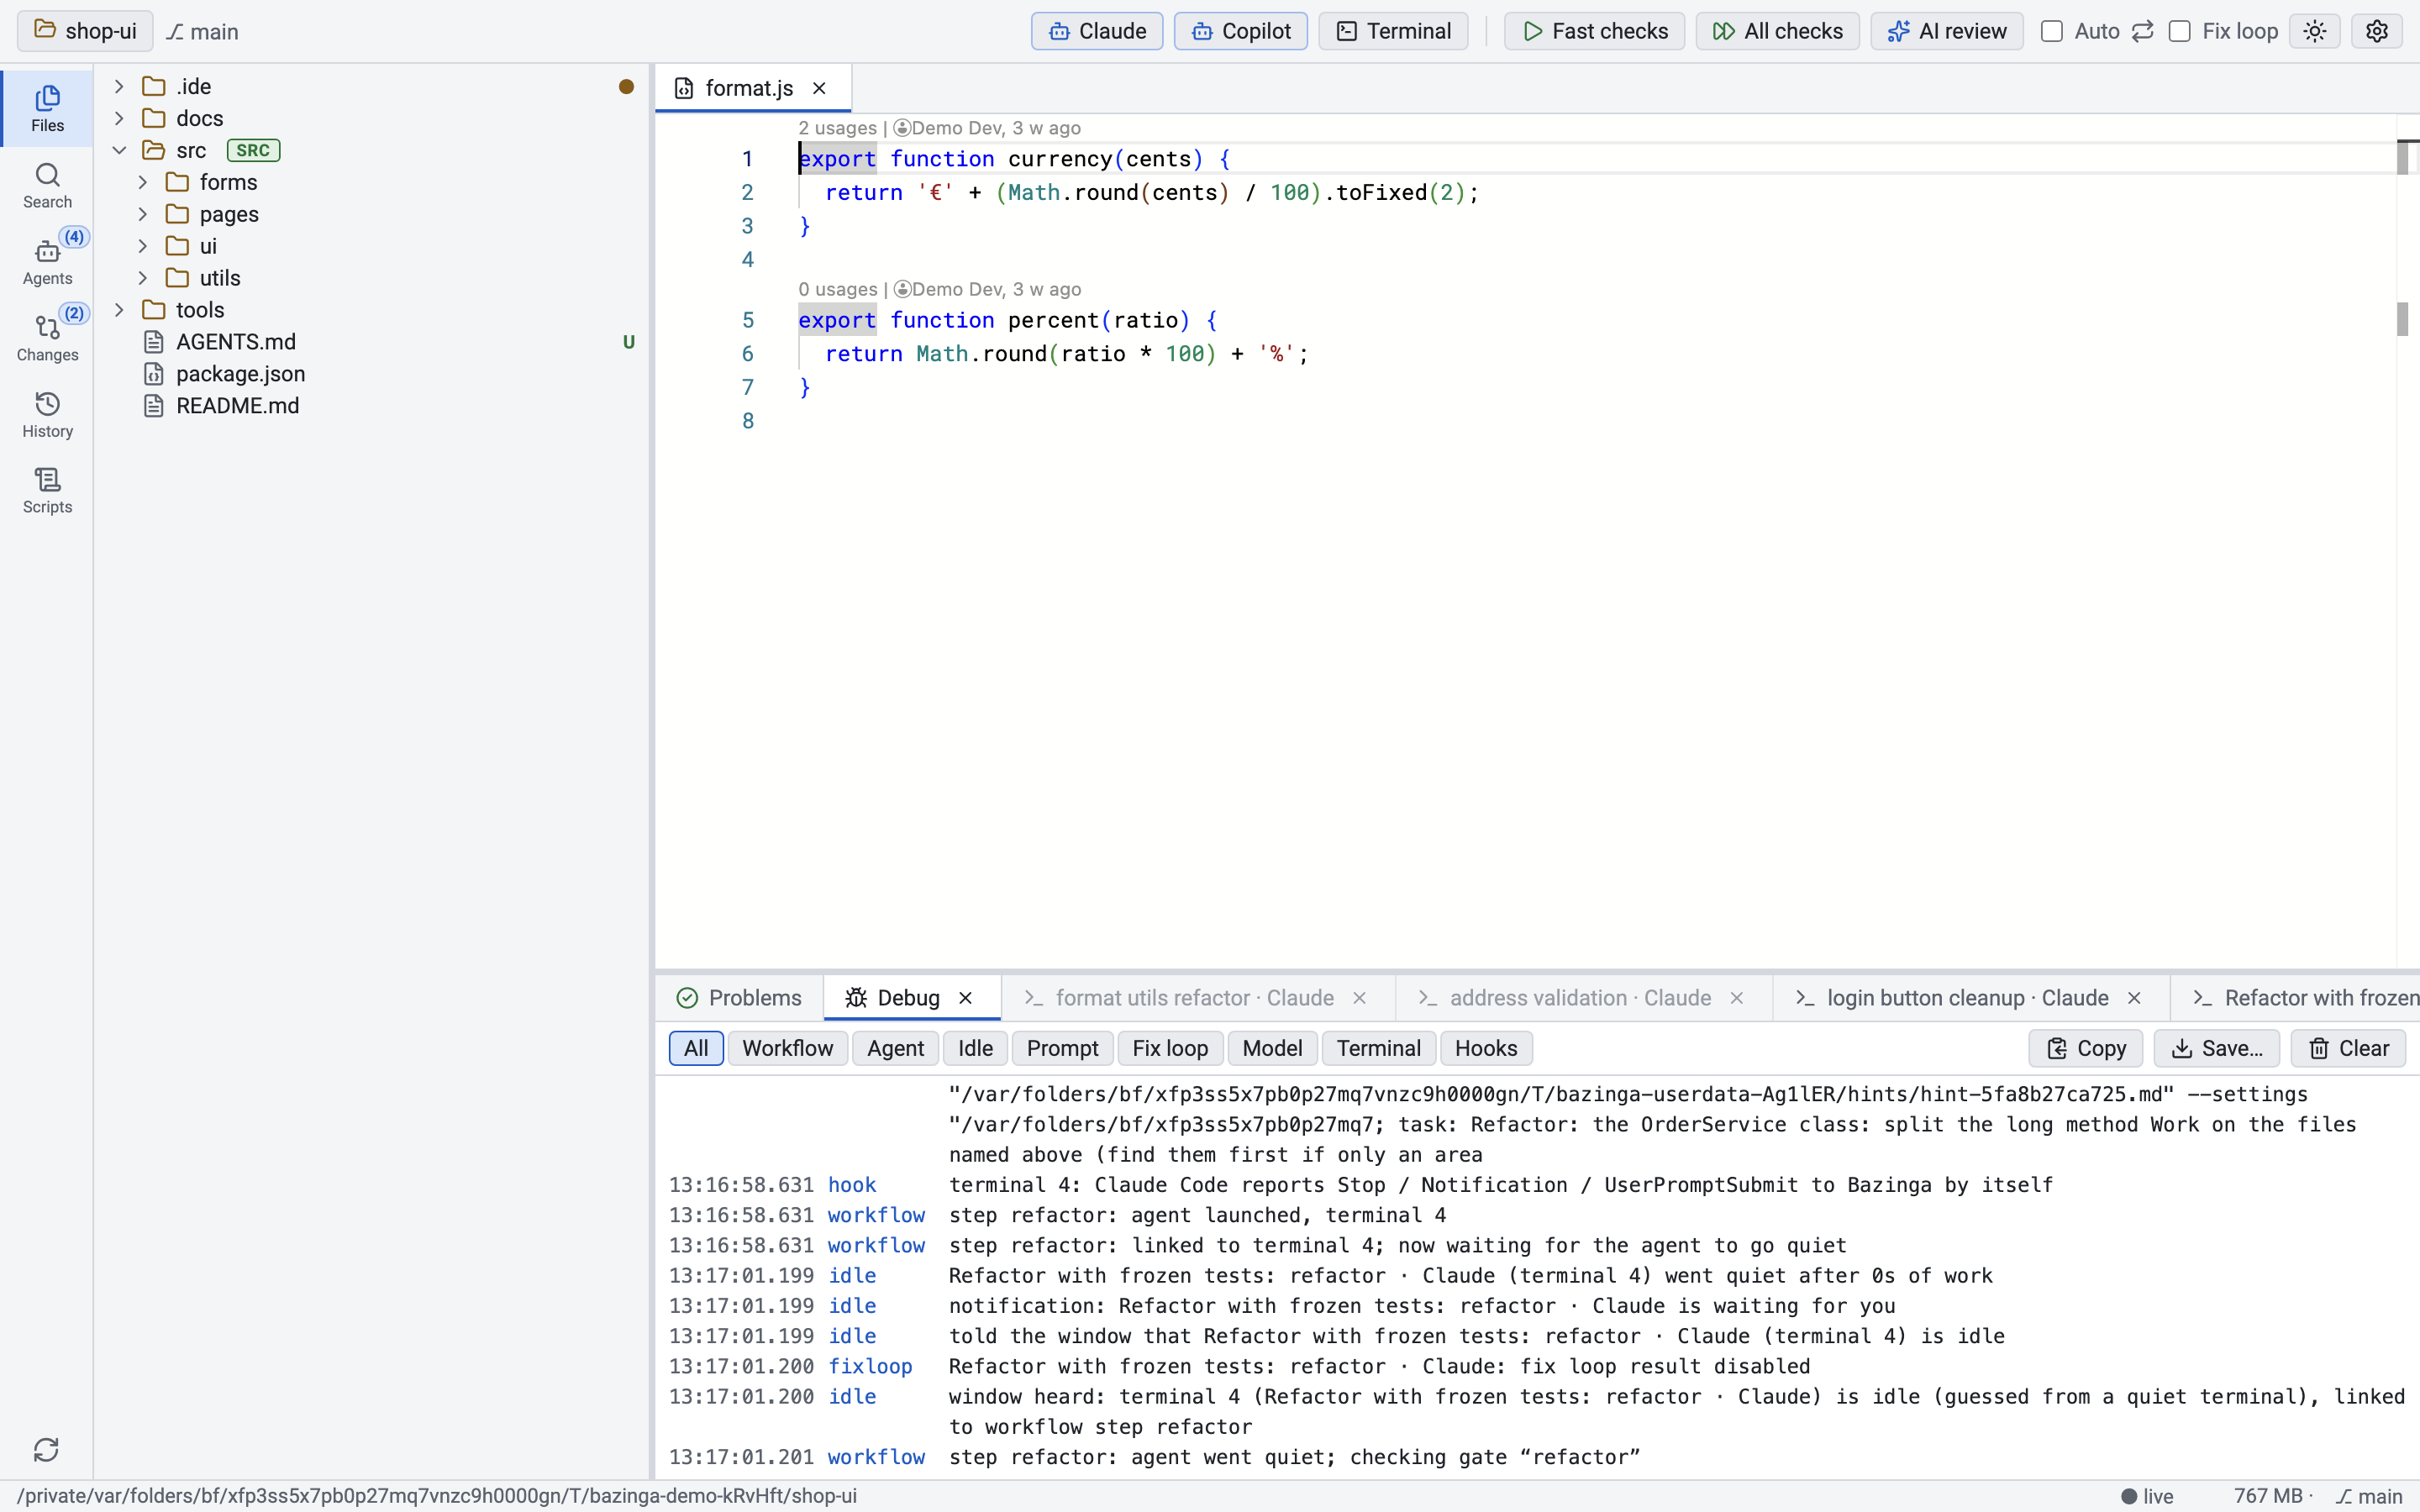 shop-ui main Claude Copilot Terminal Fast checks All checks AI review Auto Fix loop
Files
Search
(4)
Agents
(2)
Changes
History
Scripts
.ide
docs
src SRC
forms
pages
ui
utils
tools
AGENTS.md U
package.json
README.md
format.js
2 usages | Demo Dev, 3 w ago
1 export function currency(cents) {
2 return '€' + (Math.round(cents) / 100).toFixed(2);
3 }
4
0 usages | Demo Dev, 3 w ago
5 export function percent(ratio) {
6 return Math.round(ratio * 100) + '%';
7 }
8
Problems Debug format utils refactor · Claude address validation · Claude login button cleanup · Claude Refactor with frozen
All Workflow Agent Idle Prompt Fix loop Model Terminal Hooks Copy Save... Clear
"/var/folders/bf/xfp3ss5x7pb0p27mq7vnzc9h0000gn/T/bazinga-userdata-Ag1lER/hints/hint-5fa8b27ca725.md" --settings
"/var/folders/bf/xfp3ss5x7pb0p27mq7; task: Refactor: the OrderService class: split the long method Work on the files
named above (find them first if only an area
13:16:58.631 hook terminal 4: Claude Code reports Stop / Notification / UserPromptSubmit to Bazinga by itself
13:16:58.631 workflow step refactor: agent launched, terminal 4
13:16:58.631 workflow step refactor: linked to terminal 4; now waiting for the agent to go quiet
13:17:01.199 idle Refactor with frozen tests: refactor · Claude (terminal 4) went quiet after 0s of work
13:17:01.199 idle notification: Refactor with frozen tests: refactor · Claude is waiting for you
13:17:01.199 idle told the window that Refactor with frozen tests: refactor · Claude (terminal 4) is idle
13:17:01.200 fixloop Refactor with frozen tests: refactor · Claude: fix loop result disabled
13:17:01.200 idle window heard: terminal 4 (Refactor with frozen tests: refactor · Claude) is idle (guessed from a quiet terminal), linked
to workflow step refactor
13:17:01.201 workflow step refactor: agent went quiet; checking gate “refactor”
/private/var/folders/bf/xfp3ss5x7pb0p27mq7vnzc9h0000gn/T/bazinga-demo-kRvHft/shop-ui live 767 MB · main